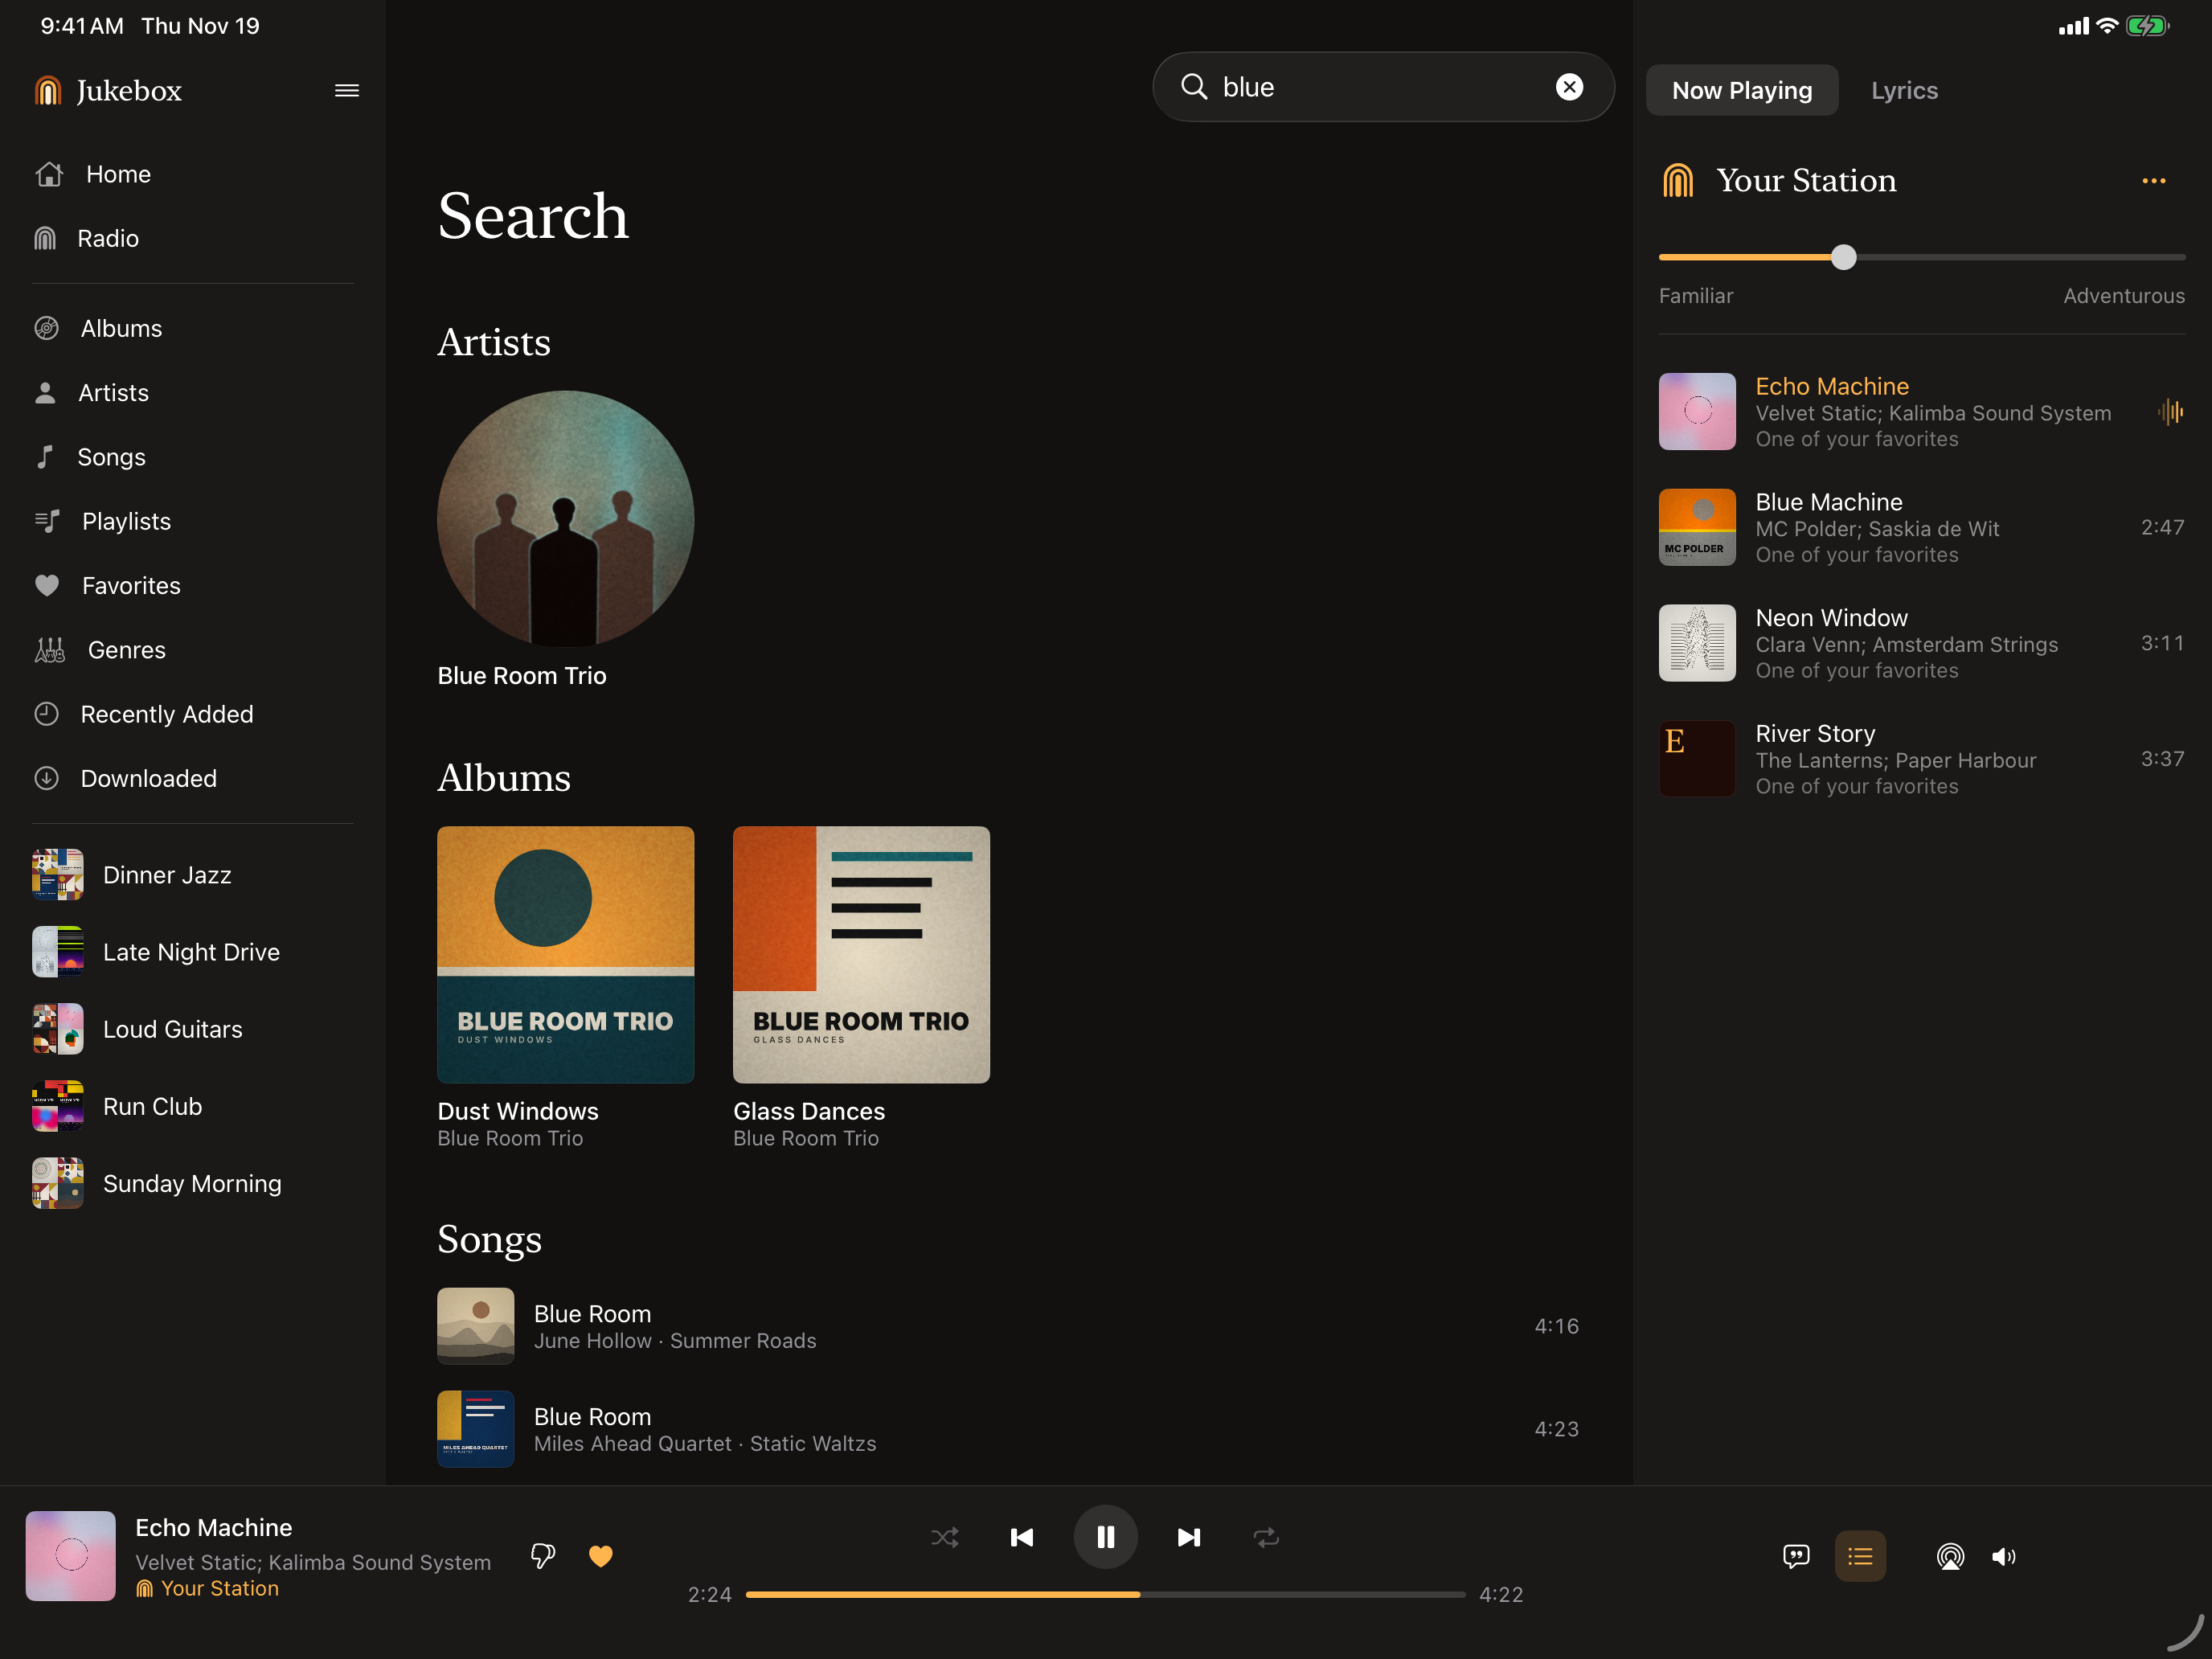 9:41 AM Thu Nov 19
Jukebox
Home
Radio
Albums
Artists
Songs
Playlists
Favorites
Genres
Recently Added
Downloaded
Dinner Jazz
Late Night Drive
Loud Guitars
Run Club
Sunday Morning
blue
Search
Artists
Blue Room Trio
Albums
BLUE ROOM TRIO
DUST WINDOWS
Dust Windows
Blue Room Trio
BLUE ROOM TRIO
GLASS DANCES
Glass Dances
Blue Room Trio
Songs
Blue Room
June Hollow · Summer Roads
4:16
MILES AHEAD QUARTET
Blue Room
Miles Ahead Quartet · Static Waltzs
4:23
Now Playing
Lyrics
Your Station
Familiar
Adventurous
Echo Machine
Velvet Static; Kalimba Sound System
One of your favorites
MC POLDER
Blue Machine
MC Polder; Saskia de Wit
One of your favorites
2:47
Neon Window
Clara Venn; Amsterdam Strings
One of your favorites
3:11
E
River Story
The Lanterns; Paper Harbour
One of your favorites
3:37
Echo Machine
Velvet Static; Kalimba Sound System
Your Station
2:24
4:22